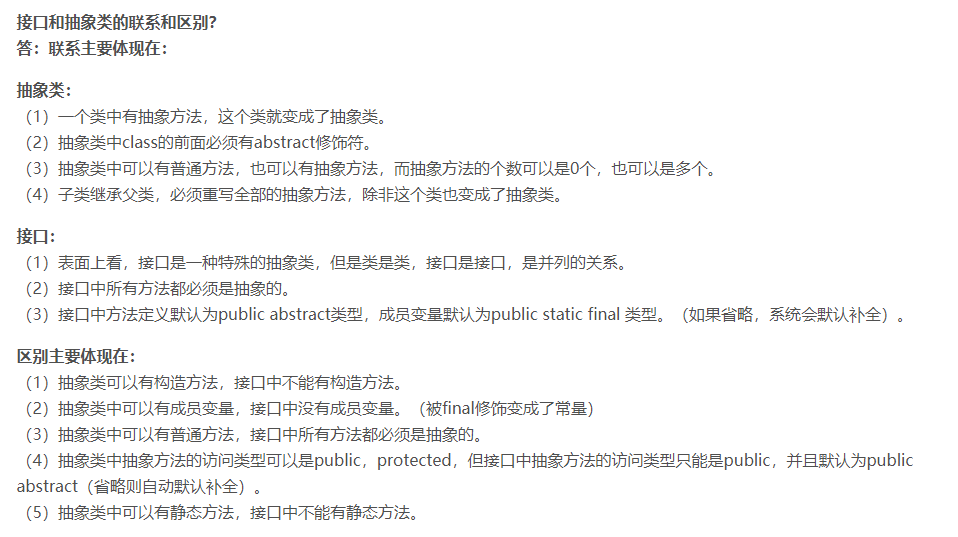 接口和抽象类的联系和区别？
答：联系主要体现在：
抽象类：
（1）一个类中有抽象方法，这个类就变成了抽象类。
（2）抽象类中class的前面必须有abstract修饰符。
（3）抽象类中可以有普通方法，也可以有抽象方法，而抽象方法的个数可以是0个，也可以是多个。
（4）子类继承父类，必须重写全部的抽象方法，除非这个类也变成了抽象类。
接口：
（1）表面上看，接口是一种特殊的抽象类，但是类是类，接口是接口，是并列的关系。
（2）接口中所有方法都必须是抽象的。
（3）接口中方法定义默认为public abstract类型，成员变量默认为public static final 类型。（如果省略，系统会默认补全）。
区别主要体现在：
（1）抽象类可以有构造方法，接口中不能有构造方法。
（2）抽象类中可以有成员变量，接口中没有成员变量。（被final修饰变成了常量）
（3）抽象类中可以有普通方法，接口中所有方法都必须是抽象的。
（4）抽象类中抽象方法的访问类型可以是public，protected，但接口中抽象方法的访问类型只能是public，并且默认为public
abstract（省略则自动默认补全）。
（5）抽象类中可以有静态方法，接口中不能有静态方法。